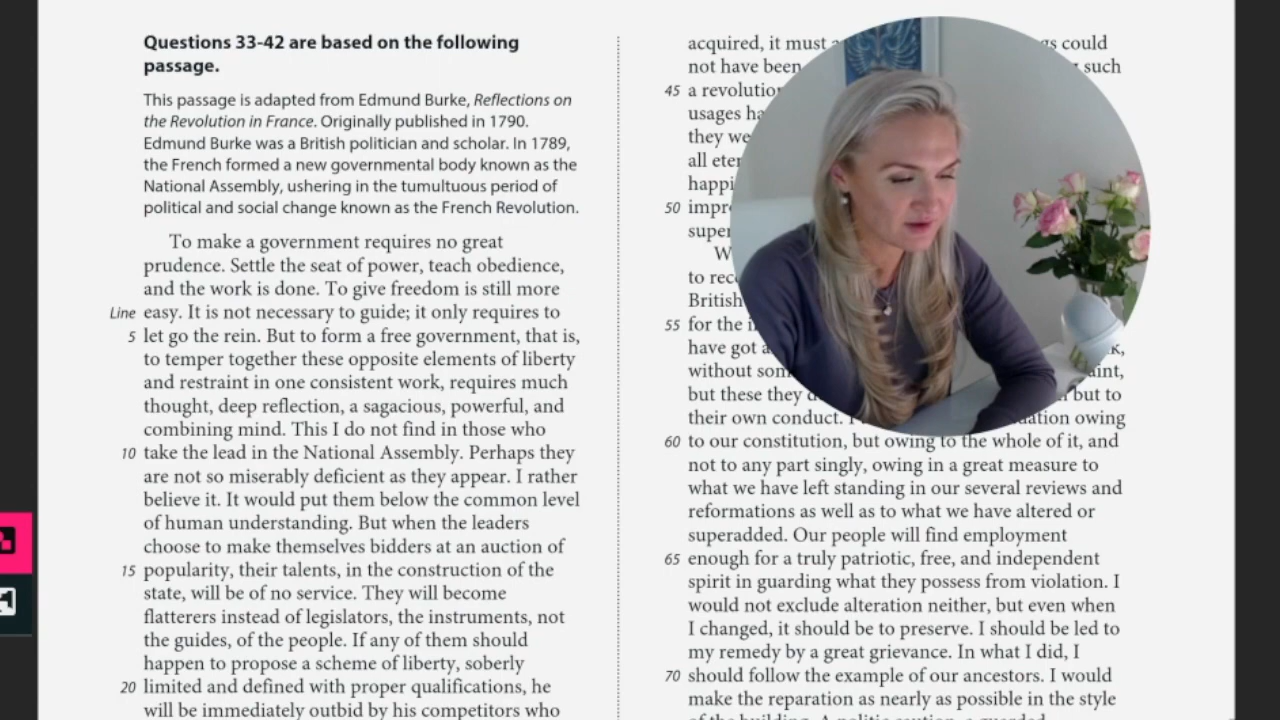 Questions 33-42 are based on the following
passage.
This passage is adapted from Edmund Burke, Reflections on
the Revolution in France. Originally published in 1790.
Edmund Burke was a British politician and scholar. In 1789,
the French formed a new governmental body known as the
National Assembly, ushering in the tumultuous period of
political and social change known as the French Revolution.
To make a government requires no great
prudence. Settle the seat of power, teach obedience,
and the work is done. To give freedom is still more
Line easy. It is not necessary to guide; it only requires to
5 let go the rein. But to form a free government, that is,
to temper together these opposite elements of liberty
and restraint in one consistent work, requires much
thought, deep reflection, a sagacious, powerful, and
combining mind. This I do not find in those who
10 take the lead in the National Assembly. Perhaps they
are not so miserably deficient as they appear. I rather
believe it. It would put them below the common level
of human understanding. But when the leaders
choose to make themselves bidders at an auction of
15 popularity, their talents, in the construction of the
state, will be of no service. They will become
flatterers instead of legislators, the instruments, not
the guides, of the people. If any of them should
happen to propose a scheme of liberty, soberly
20 limited and defined with proper qualifications, he
will be immediately outbid by his competitors who
acquired, it must could
not have been such
45 a revolution
usages
they
all
50
to
British
55 for the
have got
without
but these they but to
their own conduct. owing
60 to our constitution, but owing to the whole of it, and
not to any part singly, owing in a great measure to
what we have left standing in our several reviews and
reformations as well as to what we have altered or
superadded. Our people will find employment
65 enough for a truly patriotic, free, and independent
spirit in guarding what they possess from violation. I
would not exclude alteration neither, but even when
I changed, it should be to preserve. I should be led to
my remedy by a great grievance. In what I did, I
70 should follow the example of our ancestors. I would
make the reparation as nearly as possible in the style
of the building. A politic caution, a guarded